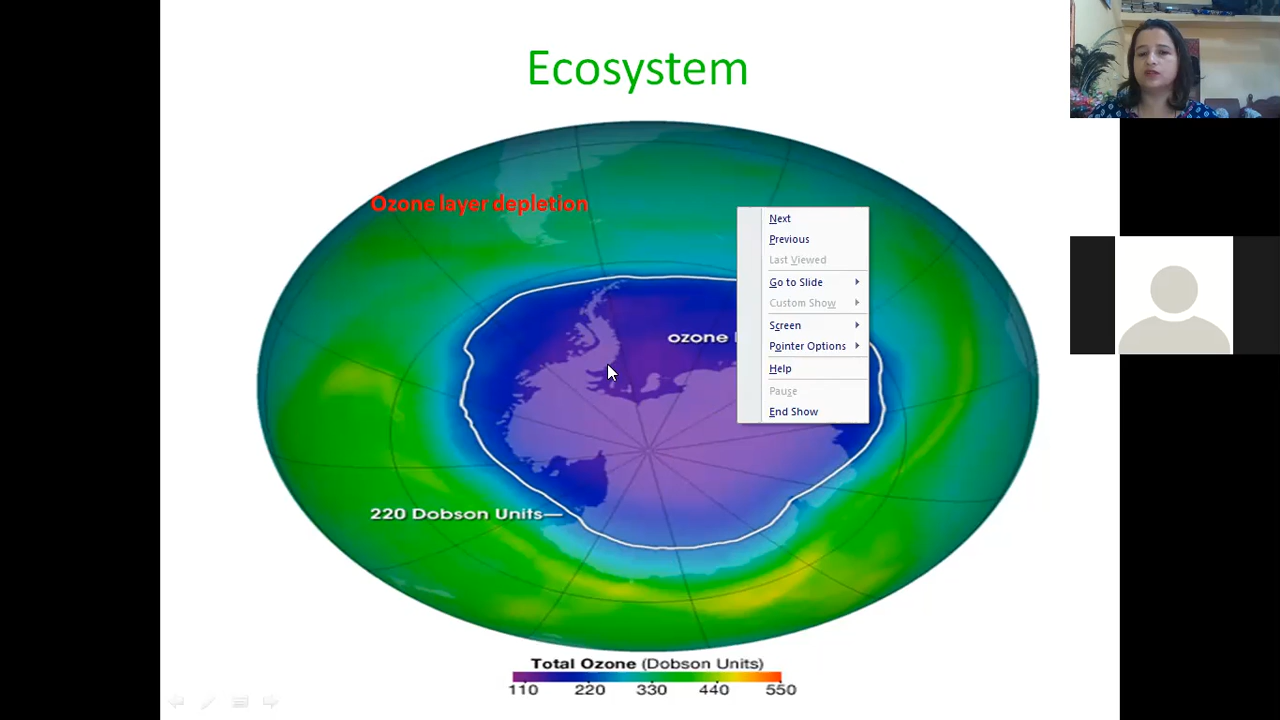 Ecosystem
Ozone layer depletion
ozone
220 Dobson Units
Next
Previous
Last Viewed
Go to Slide
Custom Show
Screen
Pointer Options
Help
Pause
End Show
Total Ozone (Dobson Units)
110 220 330 440 550